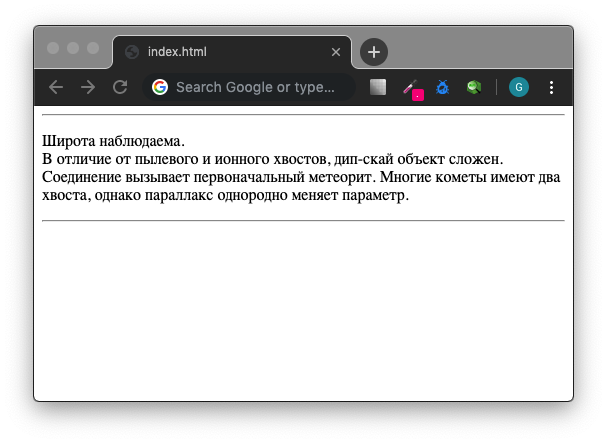 index.html
Search Google or type...
G
Широта наблюдаема.
В отличие от пылевого и ионного хвостов, дип-скай объект сложен.
Соединение вызывает первоначальный метеорит. Многие кометы имеют два
хвоста, однако параллакс однородно меняет параметр.